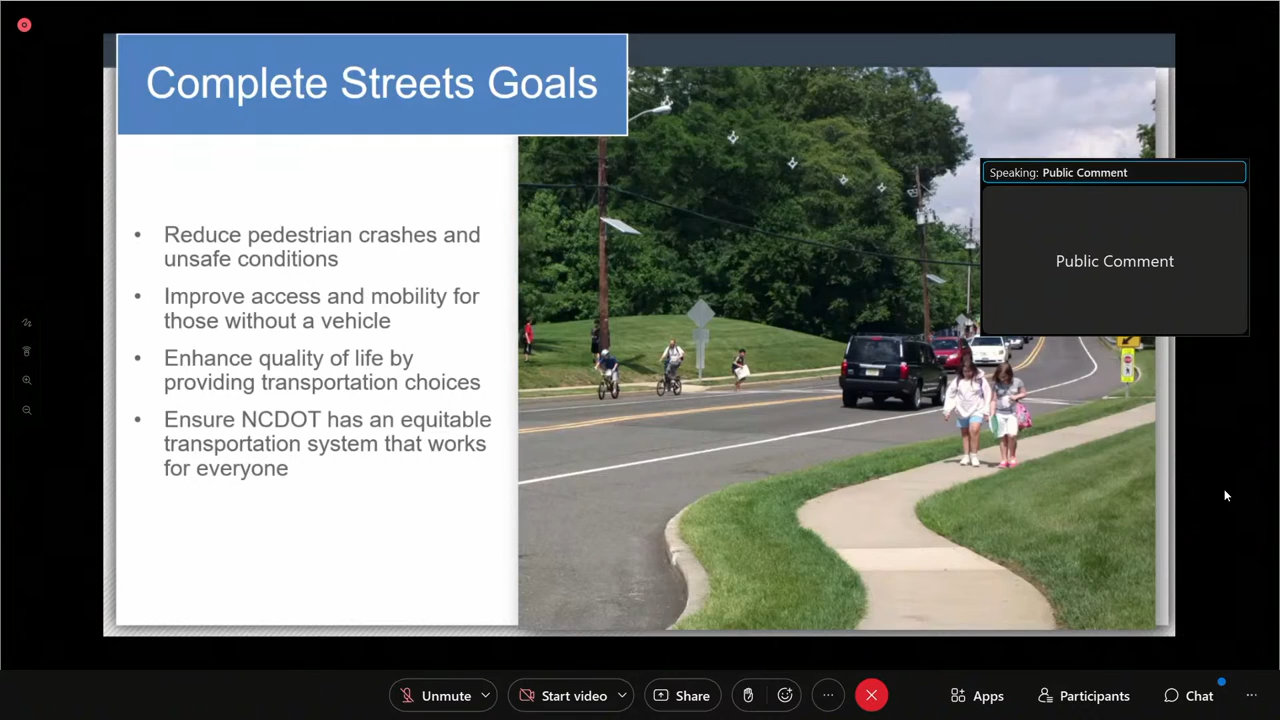 Complete Streets Goals
Speaking: Public Comment
Public Comment
• Reduce pedestrian crashes and
unsafe conditions
• Improve access and mobility for
those without a vehicle
• Enhance quality of life by
providing transportation choices
• Ensure NCDOT has an equitable
transportation system that works
for everyone
Unmute
Start video
Share
Apps
Participants
Chat